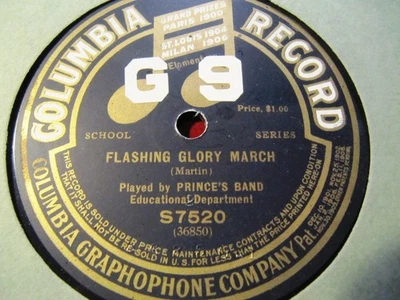 COLUMBIA RECORD
GRAND PRIZES
PARIS 1900
ST. LOUIS 1904
MILAN 1906
G 9
Price, $1.00
SCHOOL SERIES
FLASHING GLORY MARCH
(Martin)
Played by PRINCE'S BAND
Educational Department
S7520
(36850)
THIS RECORD IS SOLD UNDER PRICE MAINTENANCE CONTRACTS AND UPON CONDITION
THAT IT SHALL NOT BE RE-SOLD IN U.S. FOR LESS THAN THE PRICE PRINTED HERE-ON
COLUMBIA GRAPHOPHONE COMPANY Pat.